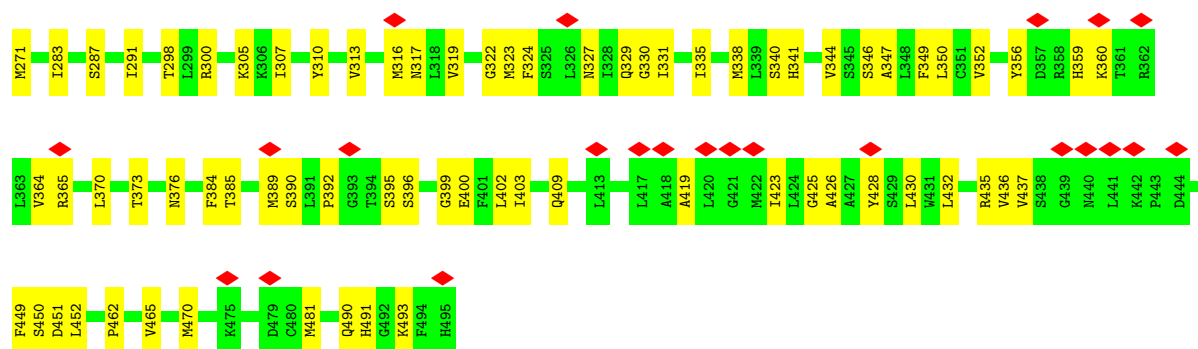 M271 I283 S287 I291 T298 L299 R300 K305 K306 I307 Y310 V313 M316 N317 L318 V319 G322 M323 F324 S325 L326 N327 I328 Q329 G330 I331 I335 M338 L339 S340 H341 V344 S345 S346 A347 L348 F349 L350 C351 V352 Y356 D357 R358 H359 K360 T361 R362
L363 V364 R365 L370 T373 N376 F384 T385 M389 S390 L391 P392 G393 T394 S395 S396 G399 E400 F401 L402 I403 Q409 L413 L417 A418 A419 L420 G421 M422 I423 L424 G425 A426 A427 Y428 S429 L430 W431 L432 R435 V436 V437 S438 G439 N440 L441 K442 P443 D444
F449 S450 D451 L452 P462 V465 M470 K475 D479 C480 M481 Q490 H491 G492 K493 F494 H495